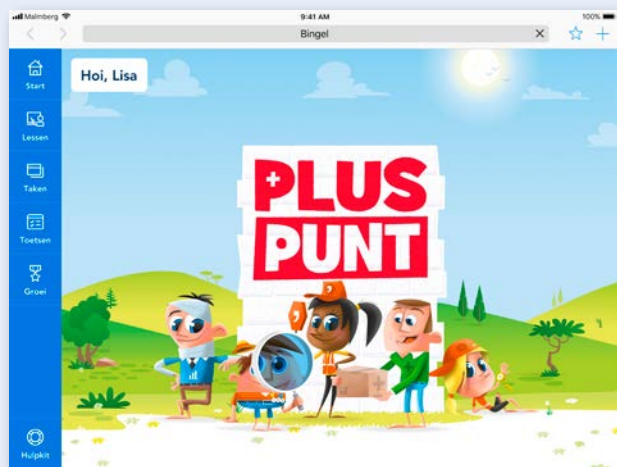 Malmberg
9:41 AM
100%
Bingel
Start
Hoi, Lisa
Lessen
Taken
Toetsen
Groei
Hulpkit
PLUS
PUNT